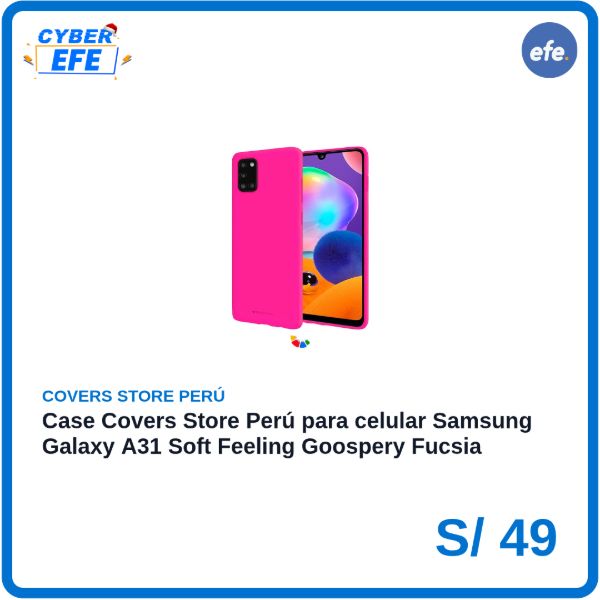 CYBER
EFE
efe.
COVERS STORE PERÚ
Case Covers Store Perú para celular Samsung
Galaxy A31 Soft Feeling Goospery Fucsia
S/ 49